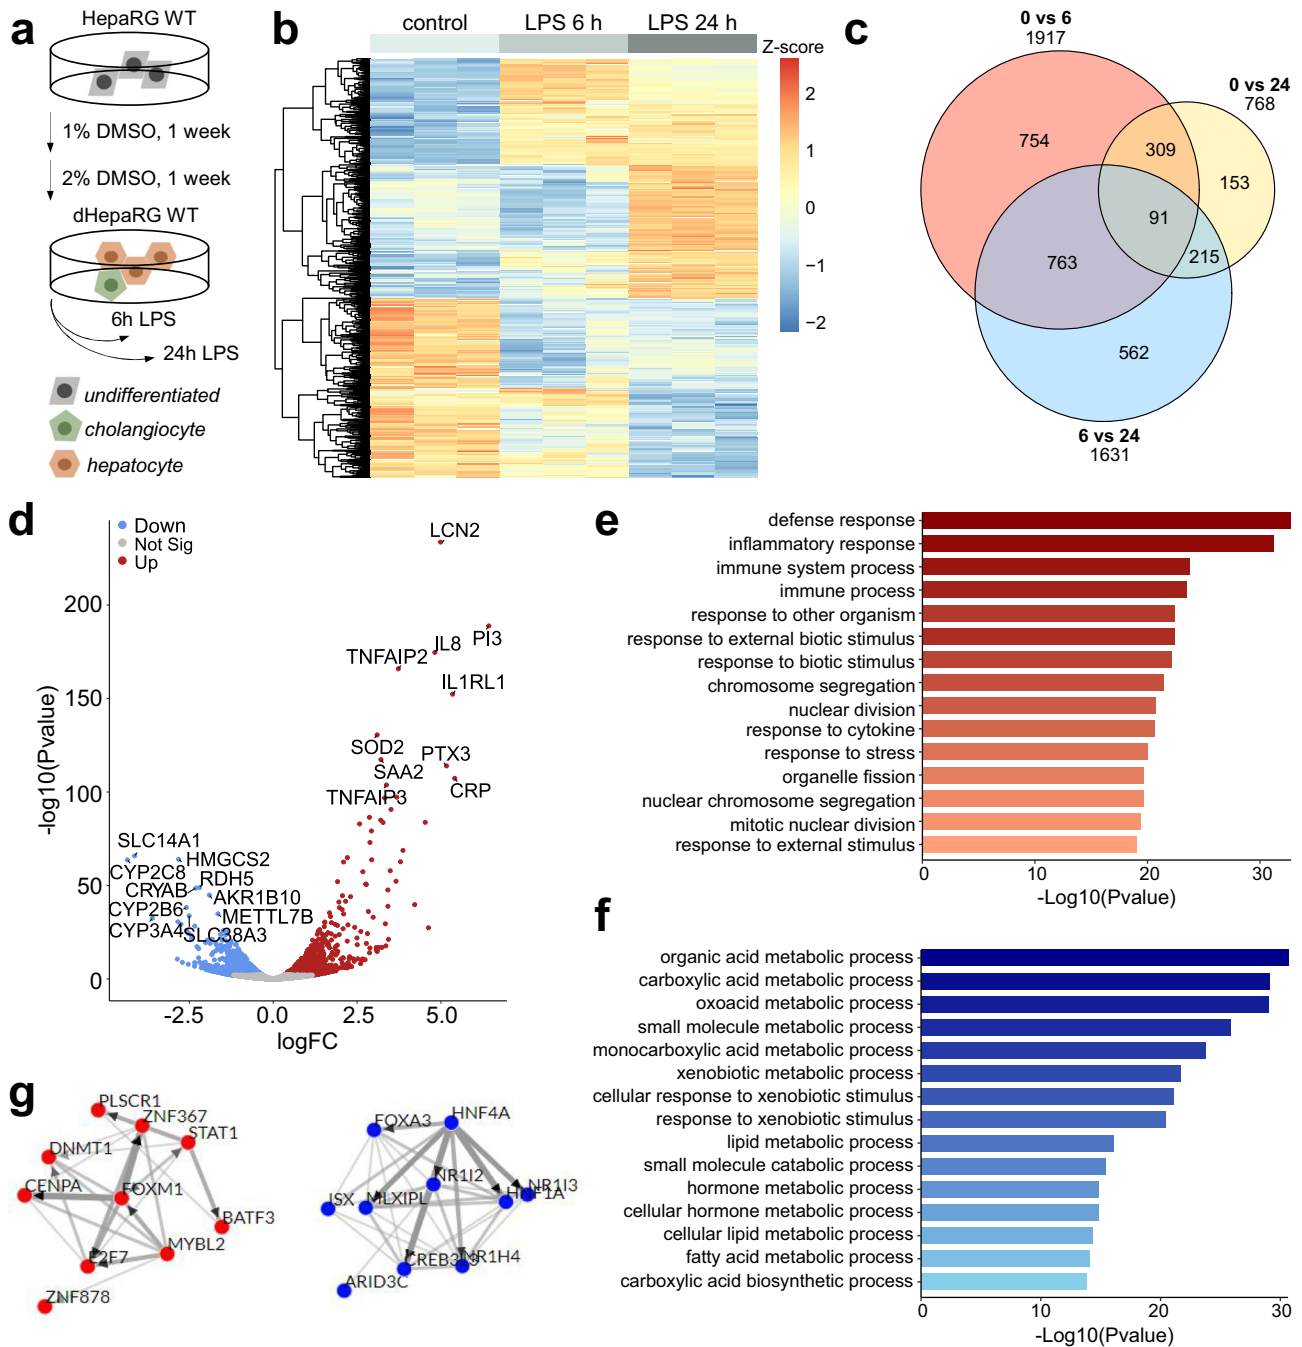 a
HepaRG WT
1% DMSO, 1 week
2% DMSO, 1 week
dHepaRG WT
6h LPS
24h LPS
undifferentiated
cholangiocyte
hepatocyte
b
control
LPS 6 h
LPS 24 h
Z-score
2
1
0
−1
−2
c
0 vs 6
1917
0 vs 24
768
754
309
153
91
763
215
562
6 vs 24
1631
d
Down
Not Sig
Up
LCN2
PI3
IL8
TNFAIP2
IL1RL1
SOD2
PTX3
SAA2
CRP
TNFAIP3
SLC14A1
HMGCS2
CYP2C8
RDH5
CRYAB
AKR1B10
CYP2B6
METTL7B
CYP3A4
SLC38A3
200
150
100
50
0
-log10(Pvalue)
-2.5
0.0
2.5
5.0
logFC
e
defense response
inflammatory response
immune system process
immune process
response to other organism
response to external biotic stimulus
response to biotic stimulus
chromosome segregation
nuclear division
response to cytokine
response to stress
organelle fission
nuclear chromosome segregation
mitotic nuclear division
response to external stimulus
0
10
20
30
-Log10(Pvalue)
f
organic acid metabolic process
carboxylic acid metabolic process
oxoacid metabolic process
small molecule metabolic process
monocarboxylic acid metabolic process
xenobiotic metabolic process
cellular response to xenobiotic stimulus
response to xenobiotic stimulus
lipid metabolic process
small molecule catabolic process
hormone metabolic process
cellular hormone metabolic process
cellular lipid metabolic process
fatty acid metabolic process
carboxylic acid biosynthetic process
0
10
20
30
-Log10(Pvalue)
g
PLSCR1
ZNF367
STAT1
DNMT1
CENPA
FOXM1
BATF3
MYBL2
E2F7
ZNF878
FOXA3
HNF4A
NR1I2
NR1I3
HNF1A
ISX
MLXIPL
CREB3L3
NR1H4
ARID3C